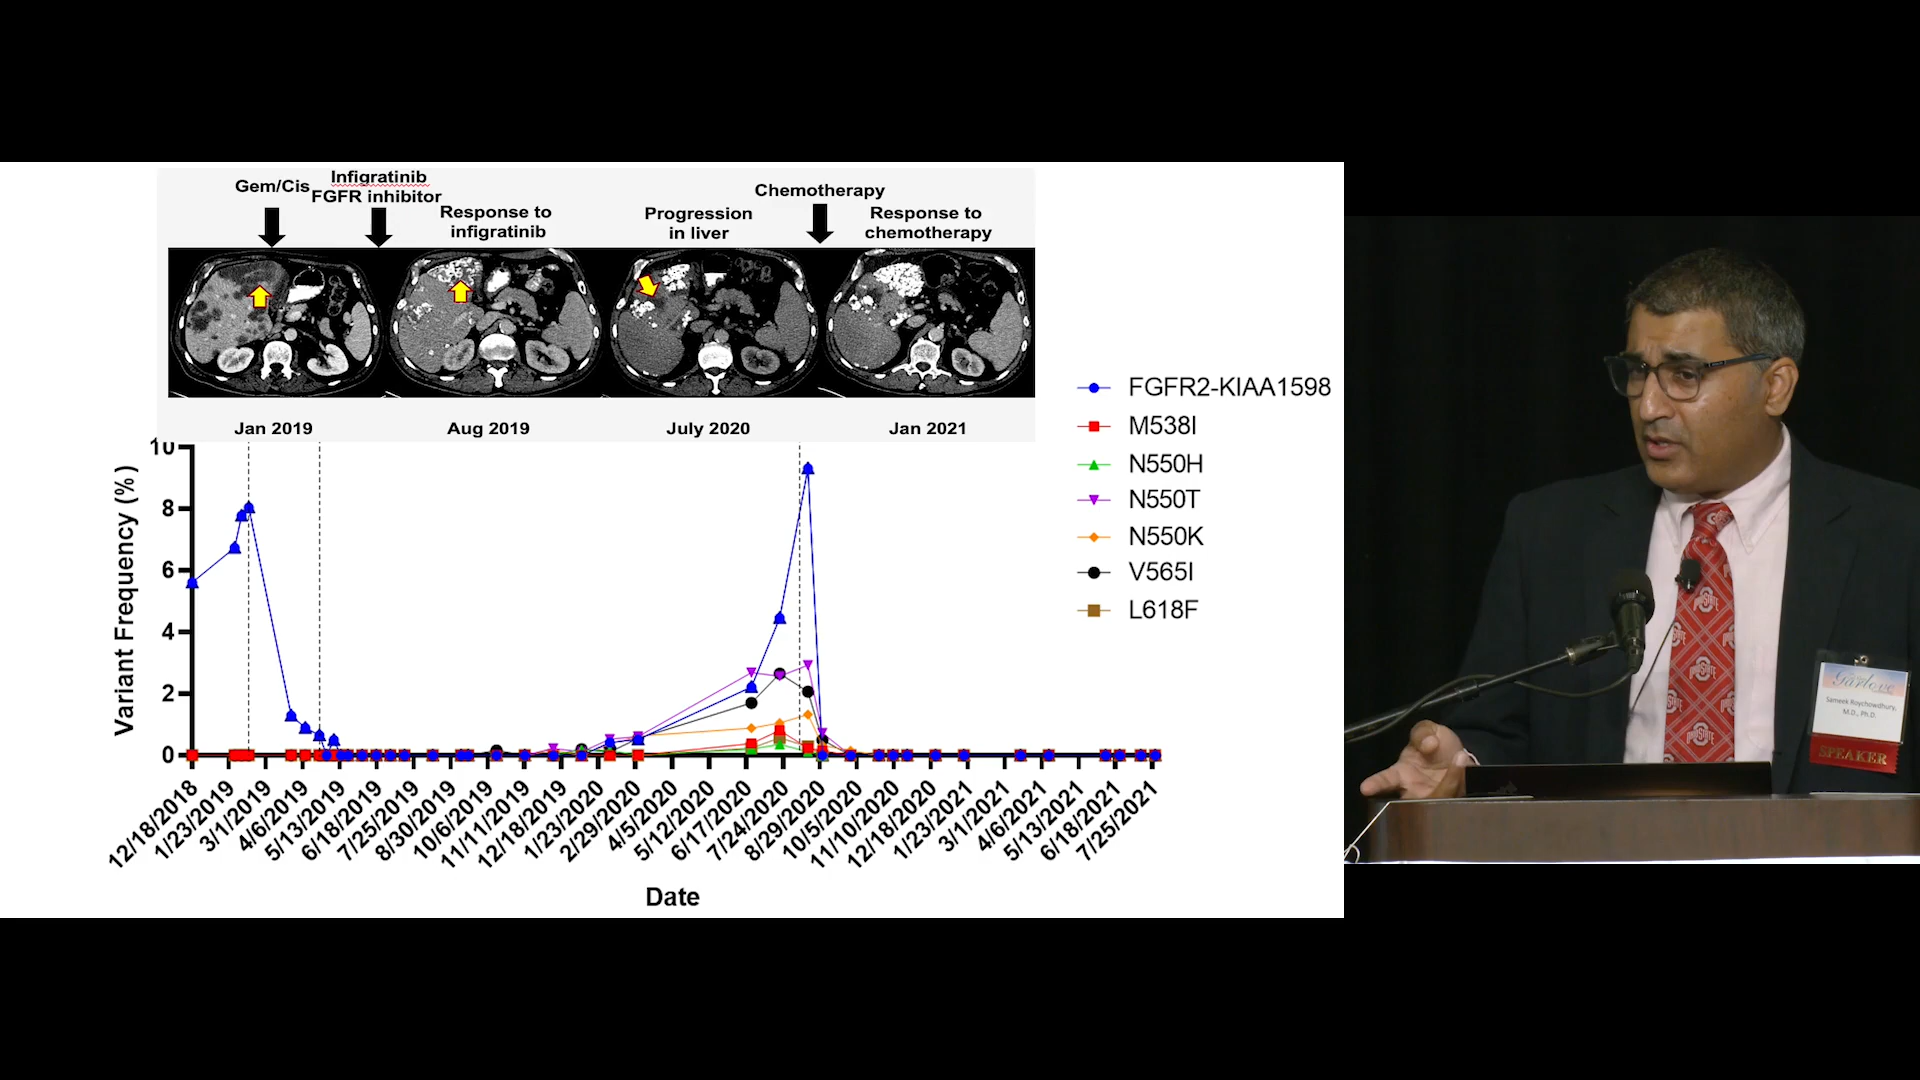 Gem/Cis
Infigratinib
FGFR inhibitor
Response to
infigratinib
Progression
in liver
Chemotherapy
Response to
chemotherapy
Jan 2019
Aug 2019
July 2020
Jan 2021
10
8
6
4
2
0
Variant Frequency (%)
12/18/2018
1/23/2019
3/1/2019
4/6/2019
5/13/2019
6/18/2019
7/25/2019
8/30/2019
10/6/2019
11/11/2019
12/18/2019
1/23/2020
2/29/2020
4/5/2020
5/12/2020
6/17/2020
7/24/2020
8/29/2020
10/5/2020
11/10/2020
12/18/2020
1/23/2021
3/1/2021
4/6/2021
5/13/2021
6/18/2021
7/25/2021
Date
FGFR2-KIAA1598
M538I
N550H
N550T
N550K
V565I
L618F
Garlove
Sameek Roychowdhury,
M.D., Ph.D.
SPEAKER